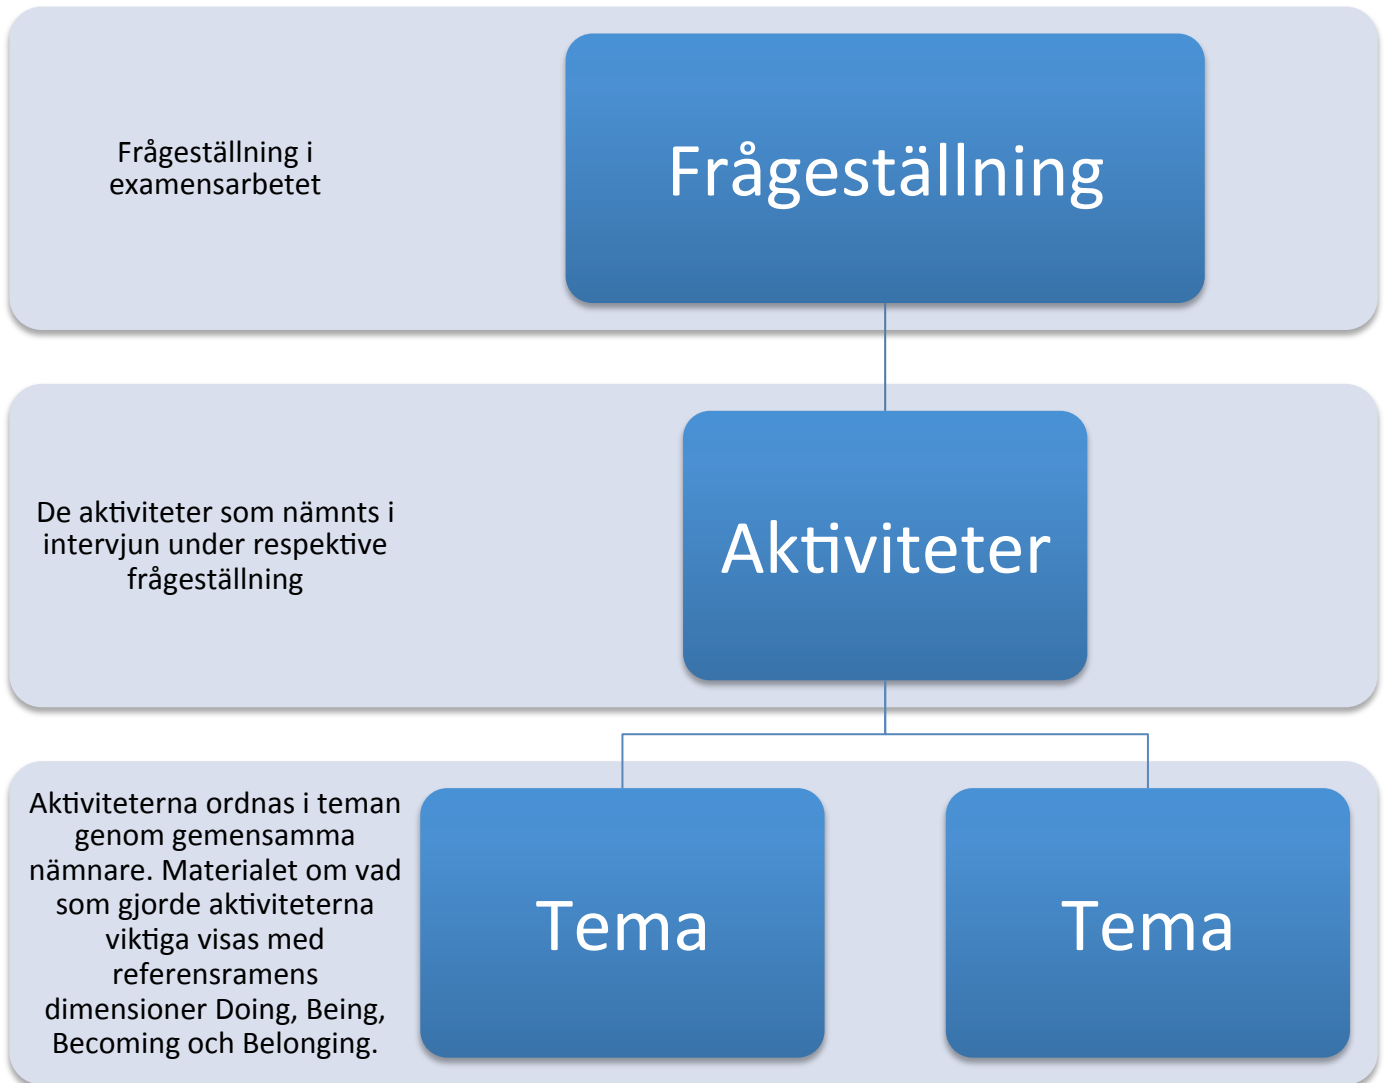 Frågeställning i
examensarbetet
Frågeställning
De aktiviteter som nämnts i
intervjun under respektive
frågeställning
Aktiviteter
Aktiviteterna ordnas i teman
genom gemensamma
nämnare. Materialet om vad
som gjorde aktiviteterna
viktiga visas med
referensramens
dimensioner Doing, Being,
Becoming och Belonging.
Tema
Tema